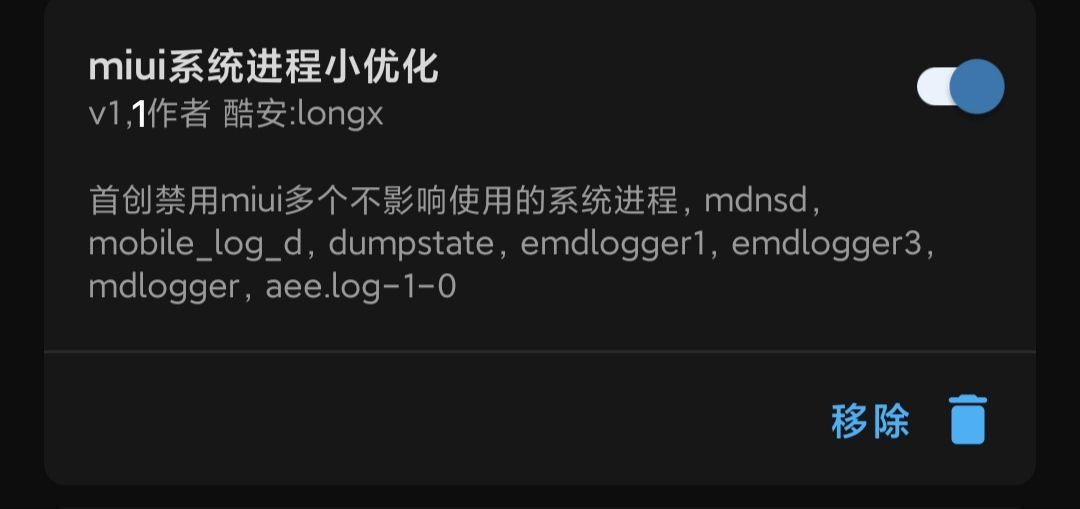 miui系统进程小优化
v1,1作者 酷安:longx
首创禁用miui多个不影响使用的系统进程，mdnsd，
mobile_log_d，dumpstate，emdlogger1，emdlogger3，
mdlogger，aee.log-1-0
移除